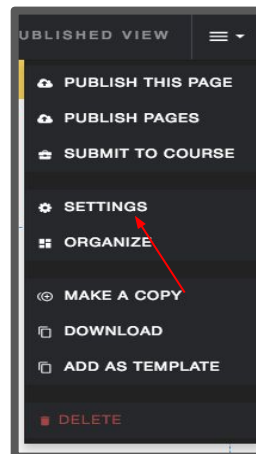 UBLISHED VIEW
PUBLISH THIS PAGE
PUBLISH PAGES
SUBMIT TO COURSE
SETTINGS
ORGANIZE
MAKE A COPY
DOWNLOAD
ADD AS TEMPLATE
DELETE